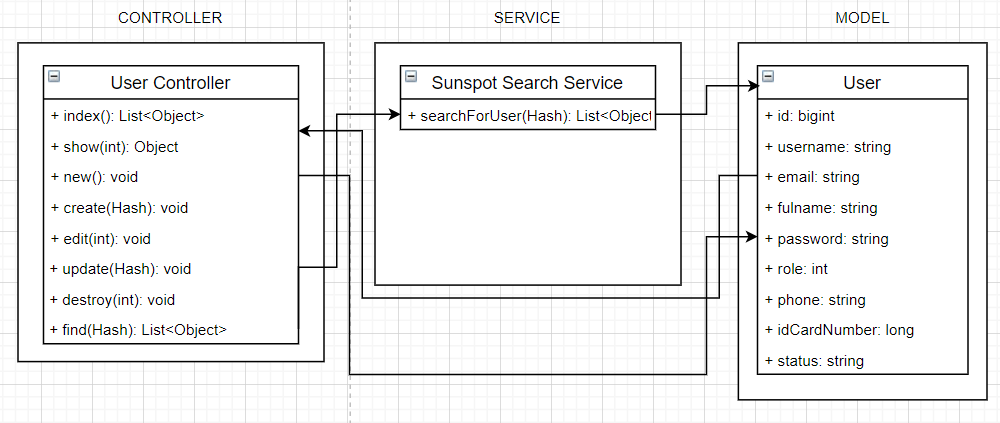 CONTROLLER
SERVICE
MODEL
User Controller
+ index(): List<Object>
+ show(int): Object
+ new(): void
+ create(Hash): void
+ edit(int): void
+ update(Hash): void
+ destroy(int): void
+ find(Hash): List<Object>
Sunspot Search Service
+ searchForUser(Hash): List<Object
User
+ id: bigint
+ username: string
+ email: string
+ fulname: string
+ password: string
+ role: int
+ phone: string
+ idCardNumber: long
+ status: string